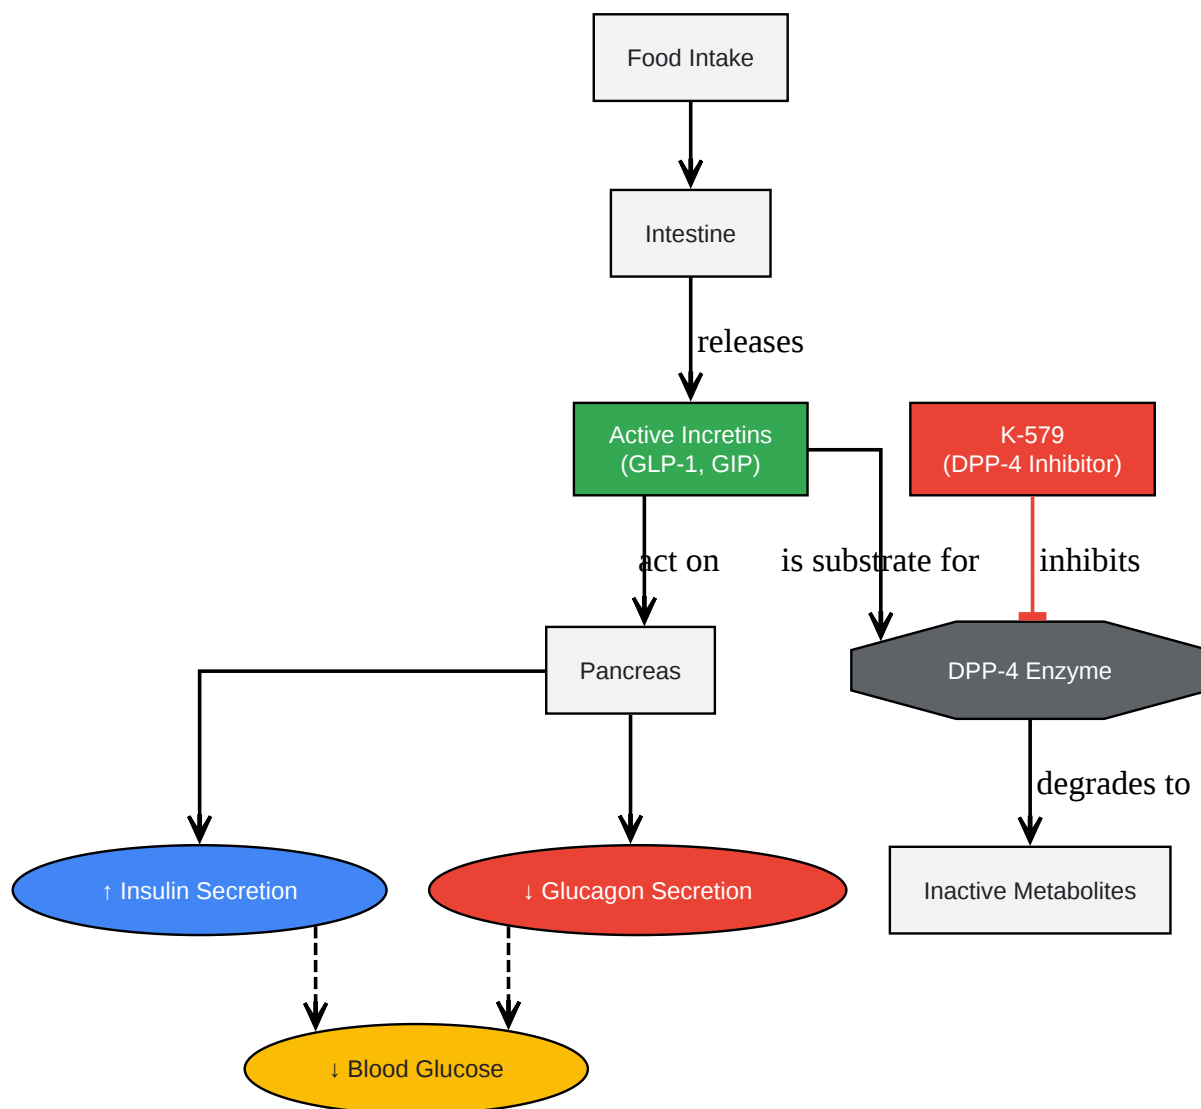 Food Intake
Intestine
releases
Active Incretins
(GLP-1, GIP)
K-579
(DPP-4 Inhibitor)
act on
is substrate for
inhibits
Pancreas
DPP-4 Enzyme
degrades to
↑ Insulin Secretion
↓ Glucagon Secretion
Inactive Metabolites
↓ Blood Glucose